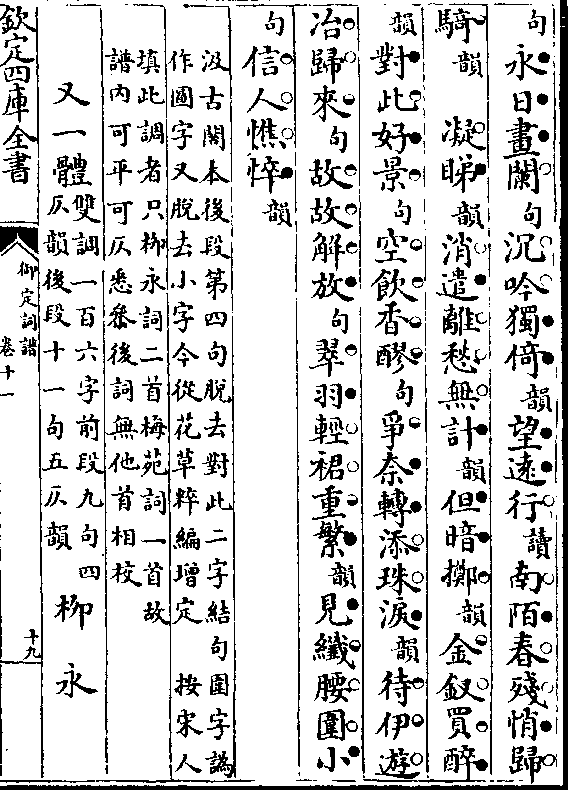 句永日畫闌句沉吟獨倚韻望遠行讀南陌春殘悄歸
騎韻凝睇韻消遣離愁無計韻但暗擲韻金釵買醉
韻對此好景句空飲香醪句爭奈轉添珠淚韻待伊遊
冶歸來句故故解放句翠羽輕裙重繫韻見纖腰圍小
句信人憔悴韻
汲古閣本後段第四句脫去對此二字結句圍字譌
作圖字又脫去小字今從花草粹編增定 按宋人
填此調者只柳永詞二首梅苑詞一首故
譜內可平可仄悉叅後詞無他首相校
又一體雙調一百六字前段九句四
仄韻後段十一句五仄韻 柳永
欽定四庫全書
御定詞譜
卷十一
十九